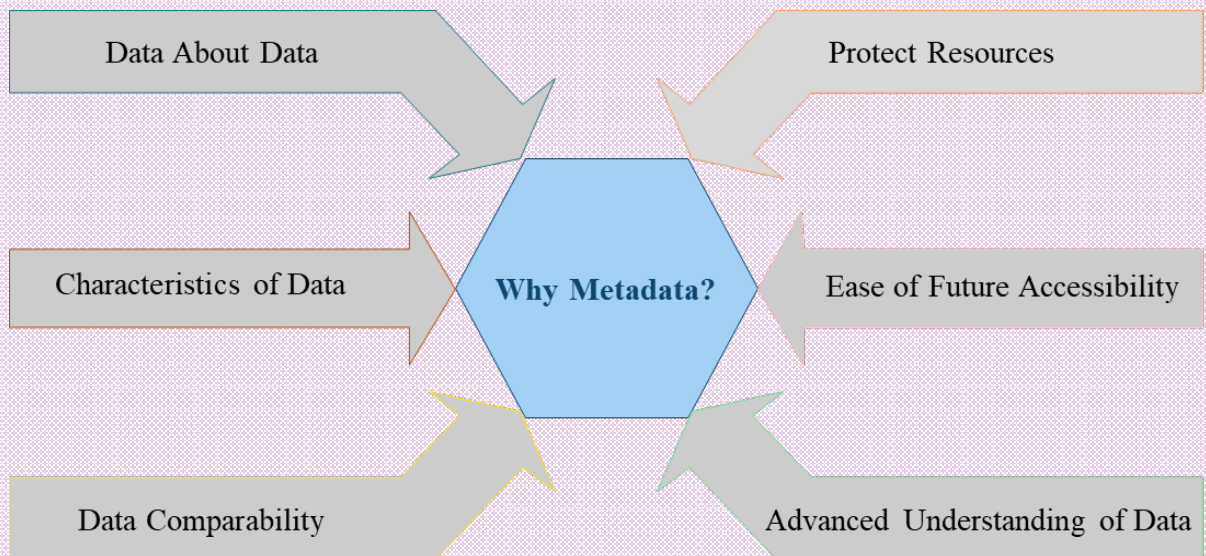 Data About Data
Protect Resources
Characteristics of Data
Why Metadata?
Ease of Future Accessibility
Data Comparability
Advanced Understanding of Data